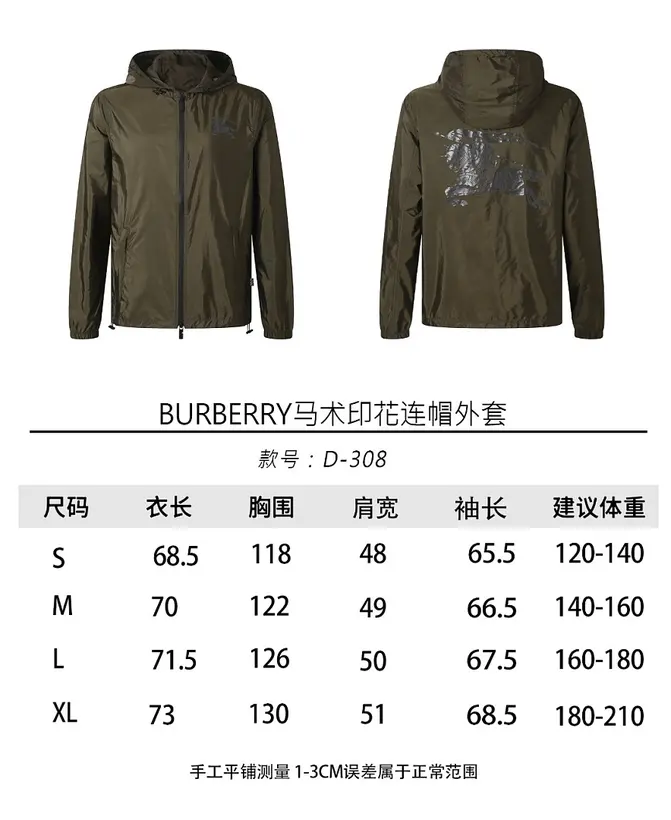 BURBERRY马术印花连帽外套
款号：D-308
尺码 衣长 胸围 肩宽 袖长 建议体重
S 68.5 118 48 65.5 120-140
M 70 122 49 66.5 140-160
L 71.5 126 50 67.5 160-180
XL 73 130 51 68.5 180-210
手工平铺测量 1-3CM误差属于正常范围